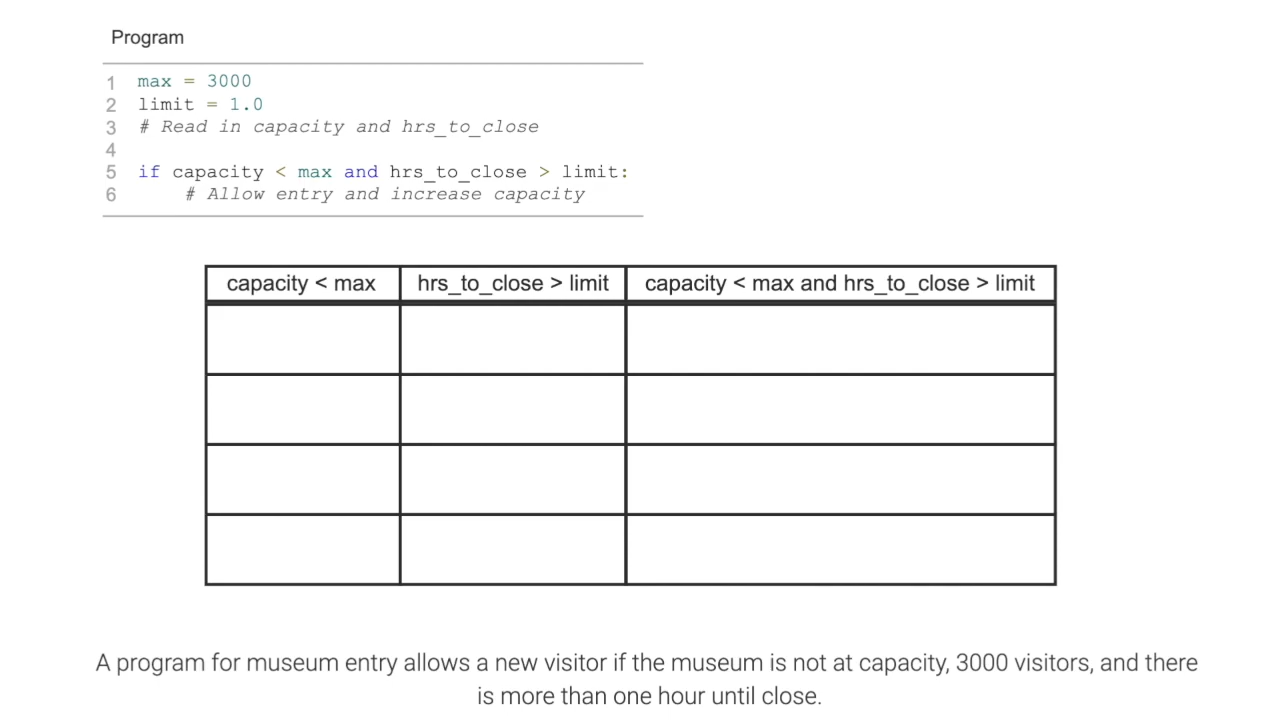 Program
1 max = 3000
2 limit = 1.0
3 # Read in capacity and hrs_to_close
4
5 if capacity < max and hrs_to_close > limit:
6 # Allow entry and increase capacity
capacity < max hrs_to_close > limit capacity < max and hrs_to_close > limit
A program for museum entry allows a new visitor if the museum is not at capacity, 3000 visitors, and there
is more than one hour until close.